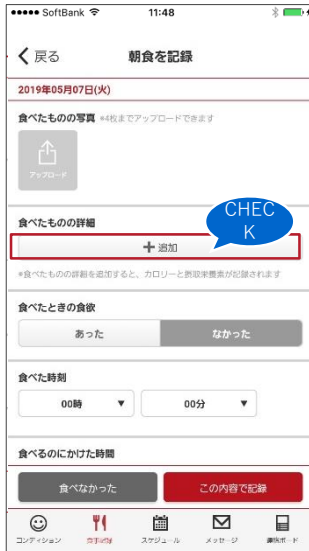 SoftBank 11:48
戻る 朝食を記録
2019年05月07日(火)
食べたものの写真 *4枚までアップロードできます
アップロード
食べたものの詳細
CHEC
K
+ 追加
*食べたものの詳細を追加すると、カロリーと摂取栄養素が記録されます
食べたときの食欲
あった なかった
食べた時刻
00時 ▼ 00分 ▼
食べるのにかけた時間
食べなかった この内容で記録
コンディション 食事記録 スケジュール メッセージ 連携ボード